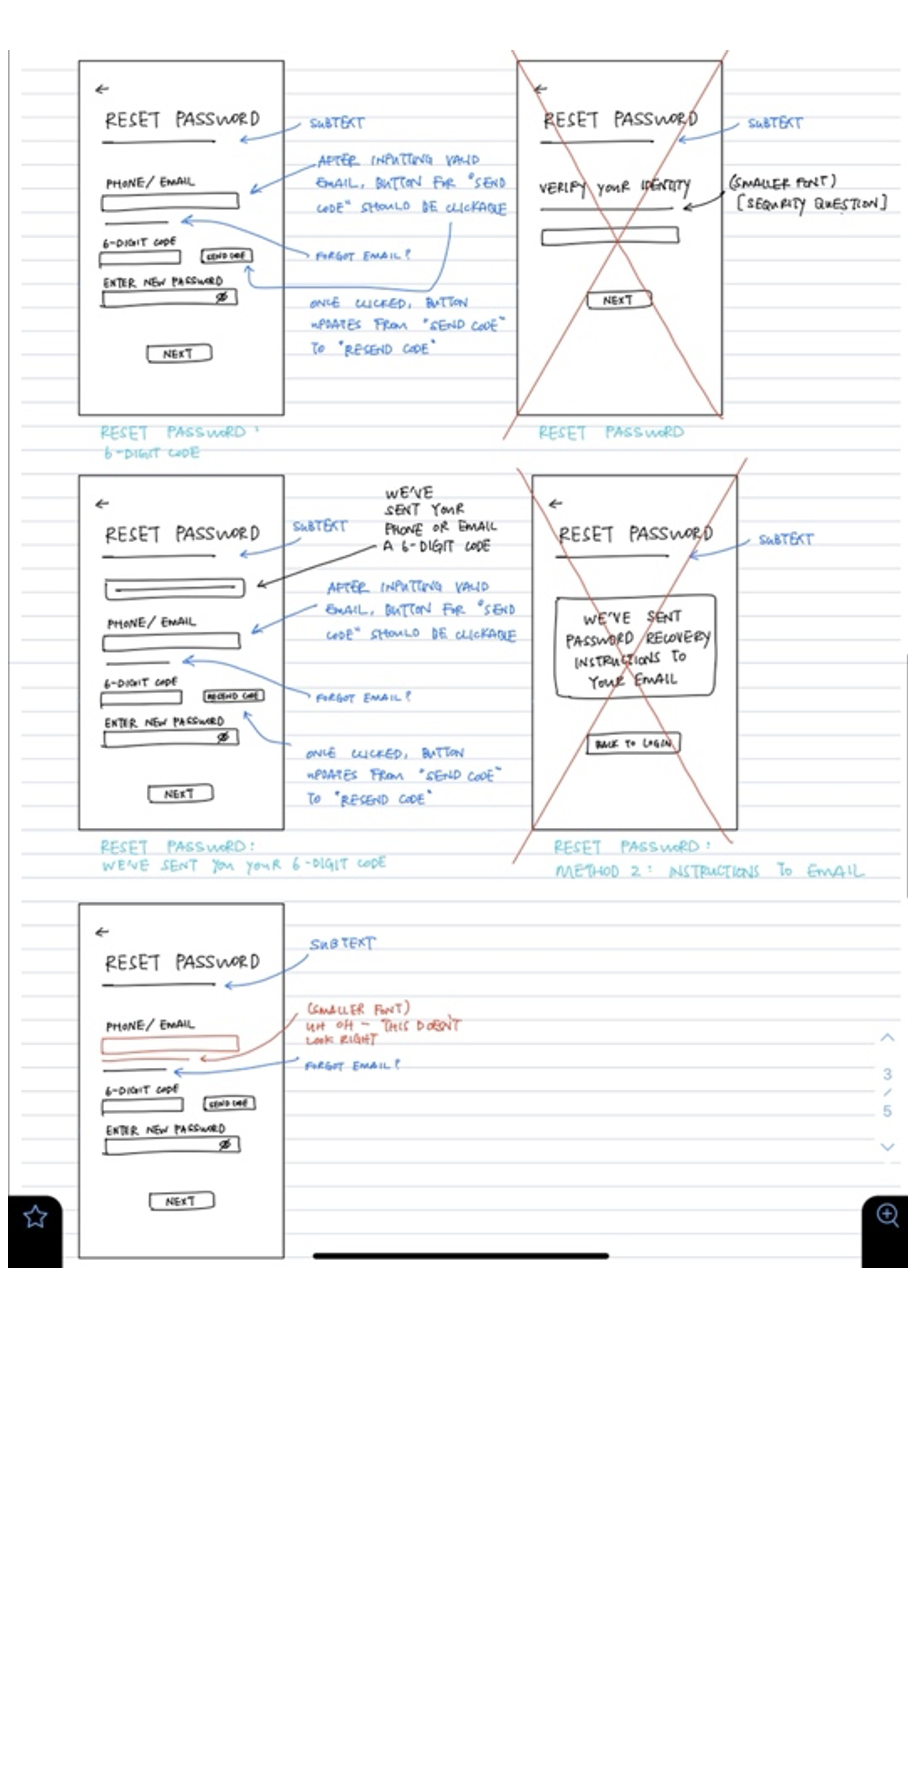 ←
RESET PASSWORD
SUBTEXT
PHONE/ EMAIL
AFTER INPUTTING VALID
EMAIL, BUTTON FOR "SEND
CODE" SHOULD BE CLICKABLE
FORGOT EMAIL?
6-DIGIT CODE
SEND CODE
ENTER NEW PASSWORD
ONCE CLICKED, BUTTON
UPDATES FROM "SEND CODE"
TO "RESEND CODE"
NEXT
RESET PASSWORD:
6-DIGIT CODE
←
RESET PASSWORD
SUBTEXT
VERIFY YOUR IDENTITY
(SMALLER FONT)
[SEQURITY QUESTION]
NEXT
RESET PASSWORD
←
RESET PASSWORD
SUBTEXT
WE'VE
SENT YOUR
PHONE OR EMAIL
A 6-DIGIT CODE
PHONE/ EMAIL
AFTER INPUTTING VALID
EMAIL, BUTTON FOR "SEND
CODE" SHOULD BE CLICKABLE
FORGOT EMAIL?
6-DIGIT CODE
RESEND CODE
ENTER NEW PASSWORD
ONCE CLICKED, BUTTON
UPDATES FROM "SEND CODE"
TO "RESEND CODE"
NEXT
RESET PASSWORD:
WE'VE SENT YOU YOUR 6-DIGIT CODE
←
RESET PASSWORD
SUBTEXT
WE'VE SENT
PASSWORD RECOVERY
INSTRUCTIONS TO
YOUR EMAIL
BACK TO LOGIN
RESET PASSWORD:
METHOD 2: INSTRUCTIONS TO EMAIL
←
RESET PASSWORD
SUBTEXT
PHONE/ EMAIL
(SMALLER FONT)
UH OH - THIS DOESN'T
LOOK RIGHT
FORGOT EMAIL?
6-DIGIT CODE
SEND CODE
ENTER NEW PASSWORD
NEXT
3
/
5